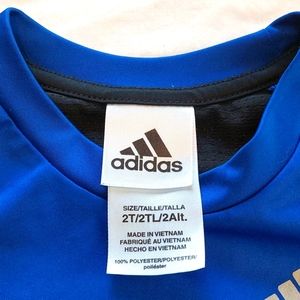 adidas
SIZE/TAILLE/TALLA
2T/2TL/2Alt.
MADE IN VIETNAM
FABRIQUÉ AU VIETNAM
HECHO EN VIETNAM
100% POLYESTER/POLYESTER/
poliéster